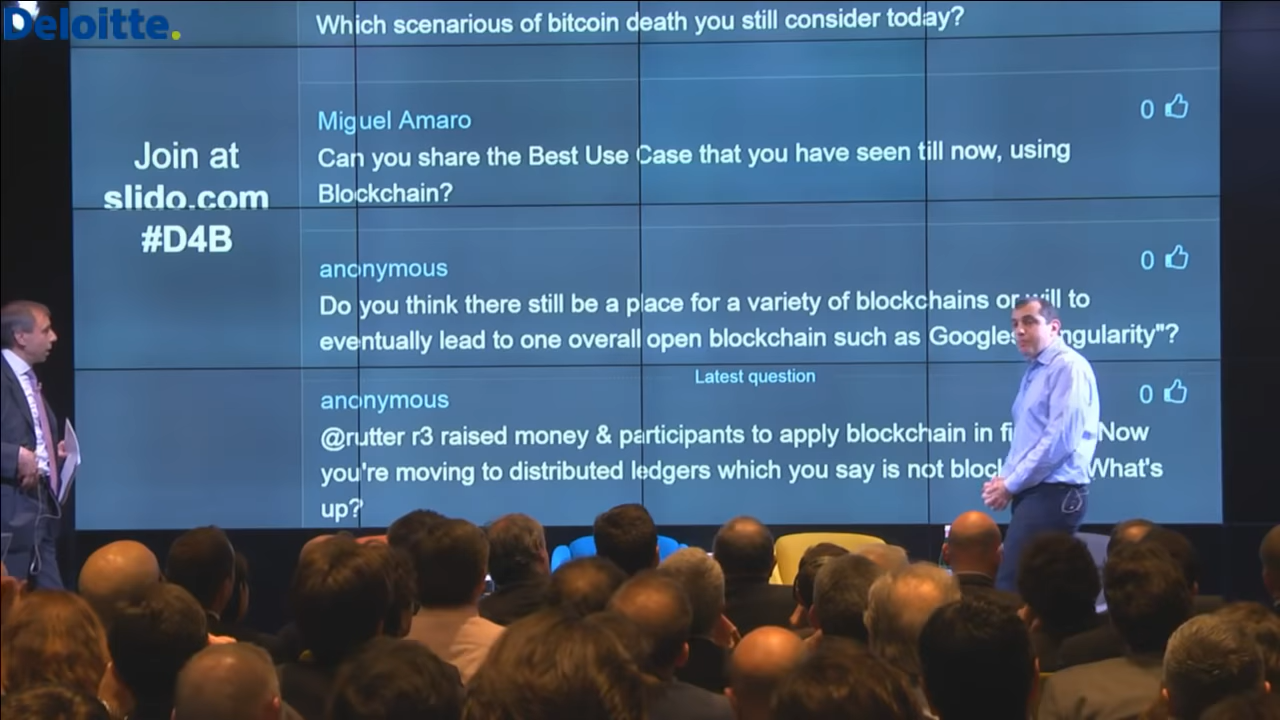 Deloitte.
Which scenarious of bitcoin death you still consider today?
Join at
slido.com
#D4B
Miguel Amaro
0
Can you share the Best Use Case that you have seen till now, using
Blockchain?
anonymous
0
Do you think there still be a place for a variety of blockchains or will to
eventually lead to one overall open blockchain such as Googles ngularity"?
Latest question
anonymous
0
@rutter r3 raised money & participants to apply blockchain in Now
you're moving to distributed ledgers which you say is not What's
up?